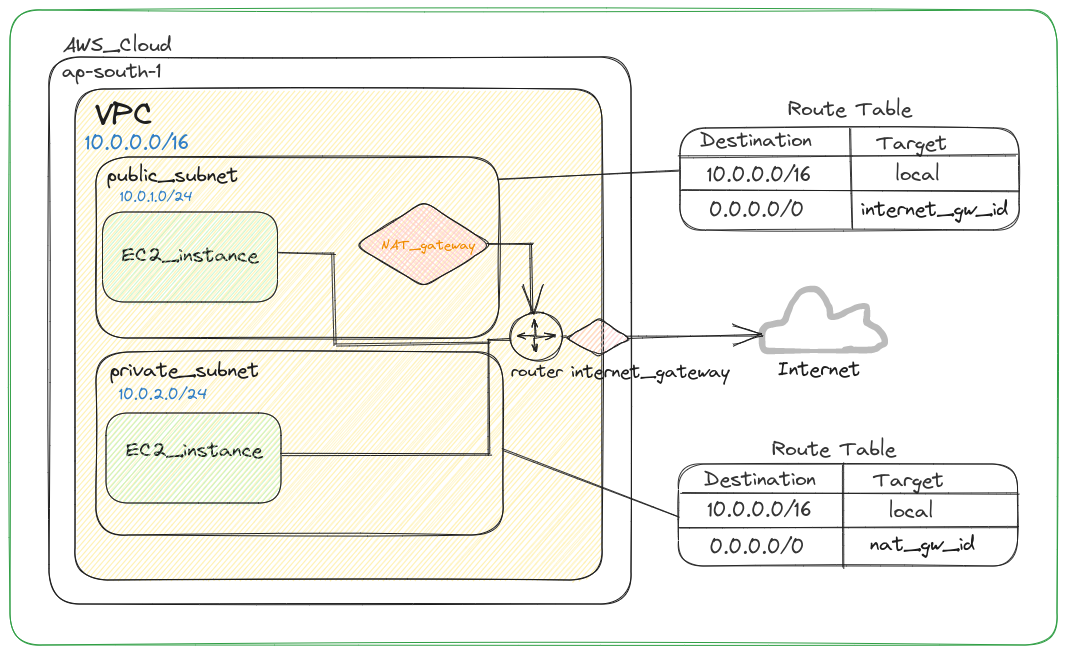 AWS_Cloud
ap-south-1
VPC
10.0.0.0/16
public_subnet
10.0.1.0/24
EC2_instance
NAT_gateway
private_subnet
10.0.2.0/24
EC2_instance
router
internet_gateway
Internet
Route Table
Destination Target
10.0.0.0/16 local
0.0.0.0/0 internet_gw_id
Route Table
Destination Target
10.0.0.0/16 local
0.0.0.0/0 nat_gw_id